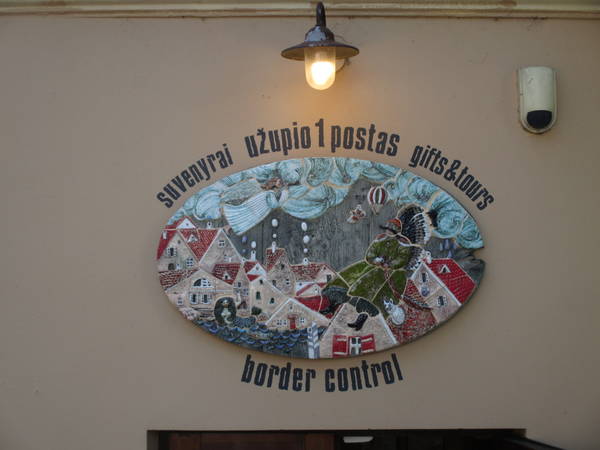 suvenyrai užupio 1 postas gifts&tours
border control